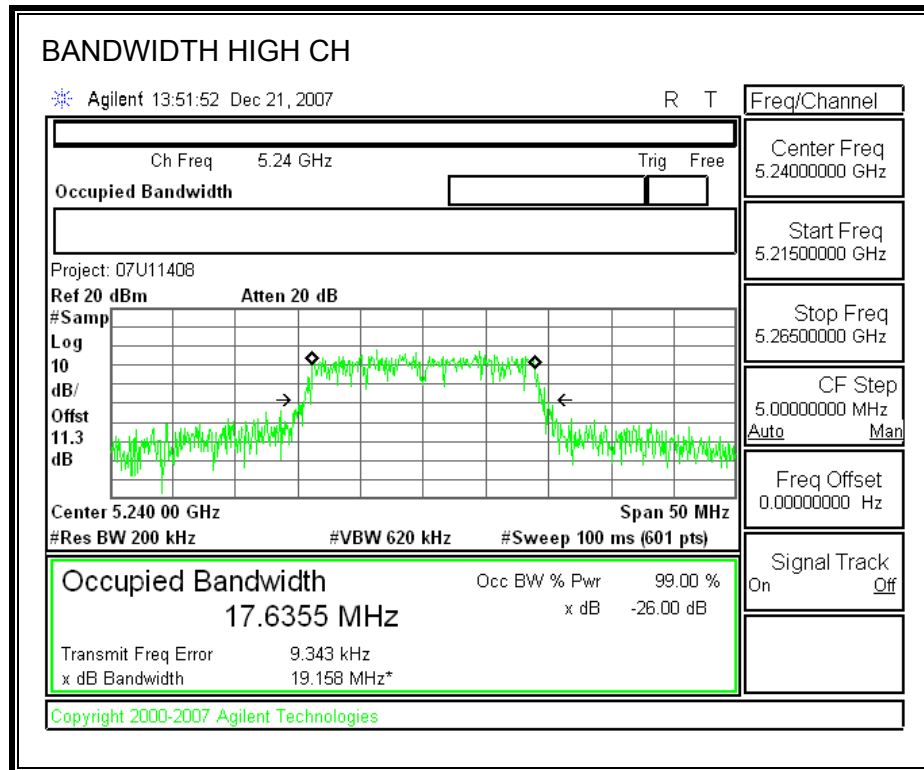 BANDWIDTH HIGH CH
Agilent 13:51:52 Dec 21, 2007 R T
Freq/Channel
Ch Freq 5.24 GHz Trig Free
Occupied Bandwidth
Center Freq
5.24000000 GHz
Start Freq
5.21500000 GHz
Stop Freq
5.26500000 GHz
CF Step
5.00000000 MHz
Auto Man
Freq Offset
0.00000000 Hz
Signal Track
On Off
Project: 07U11408
Ref 20 dBm Atten 20 dB
#Samp
Log
10
dB/
Offst
11.3
dB
Center 5.240 00 GHz Span 50 MHz
#Res BW 200 kHz #VBW 620 kHz #Sweep 100 ms (601 pts)
Occupied Bandwidth Occ BW % Pwr 99.00 %
17.6355 MHz x dB -26.00 dB
Transmit Freq Error 9.343 kHz
x dB Bandwidth 19.158 MHz*
Copyright 2000-2007 Agilent Technologies